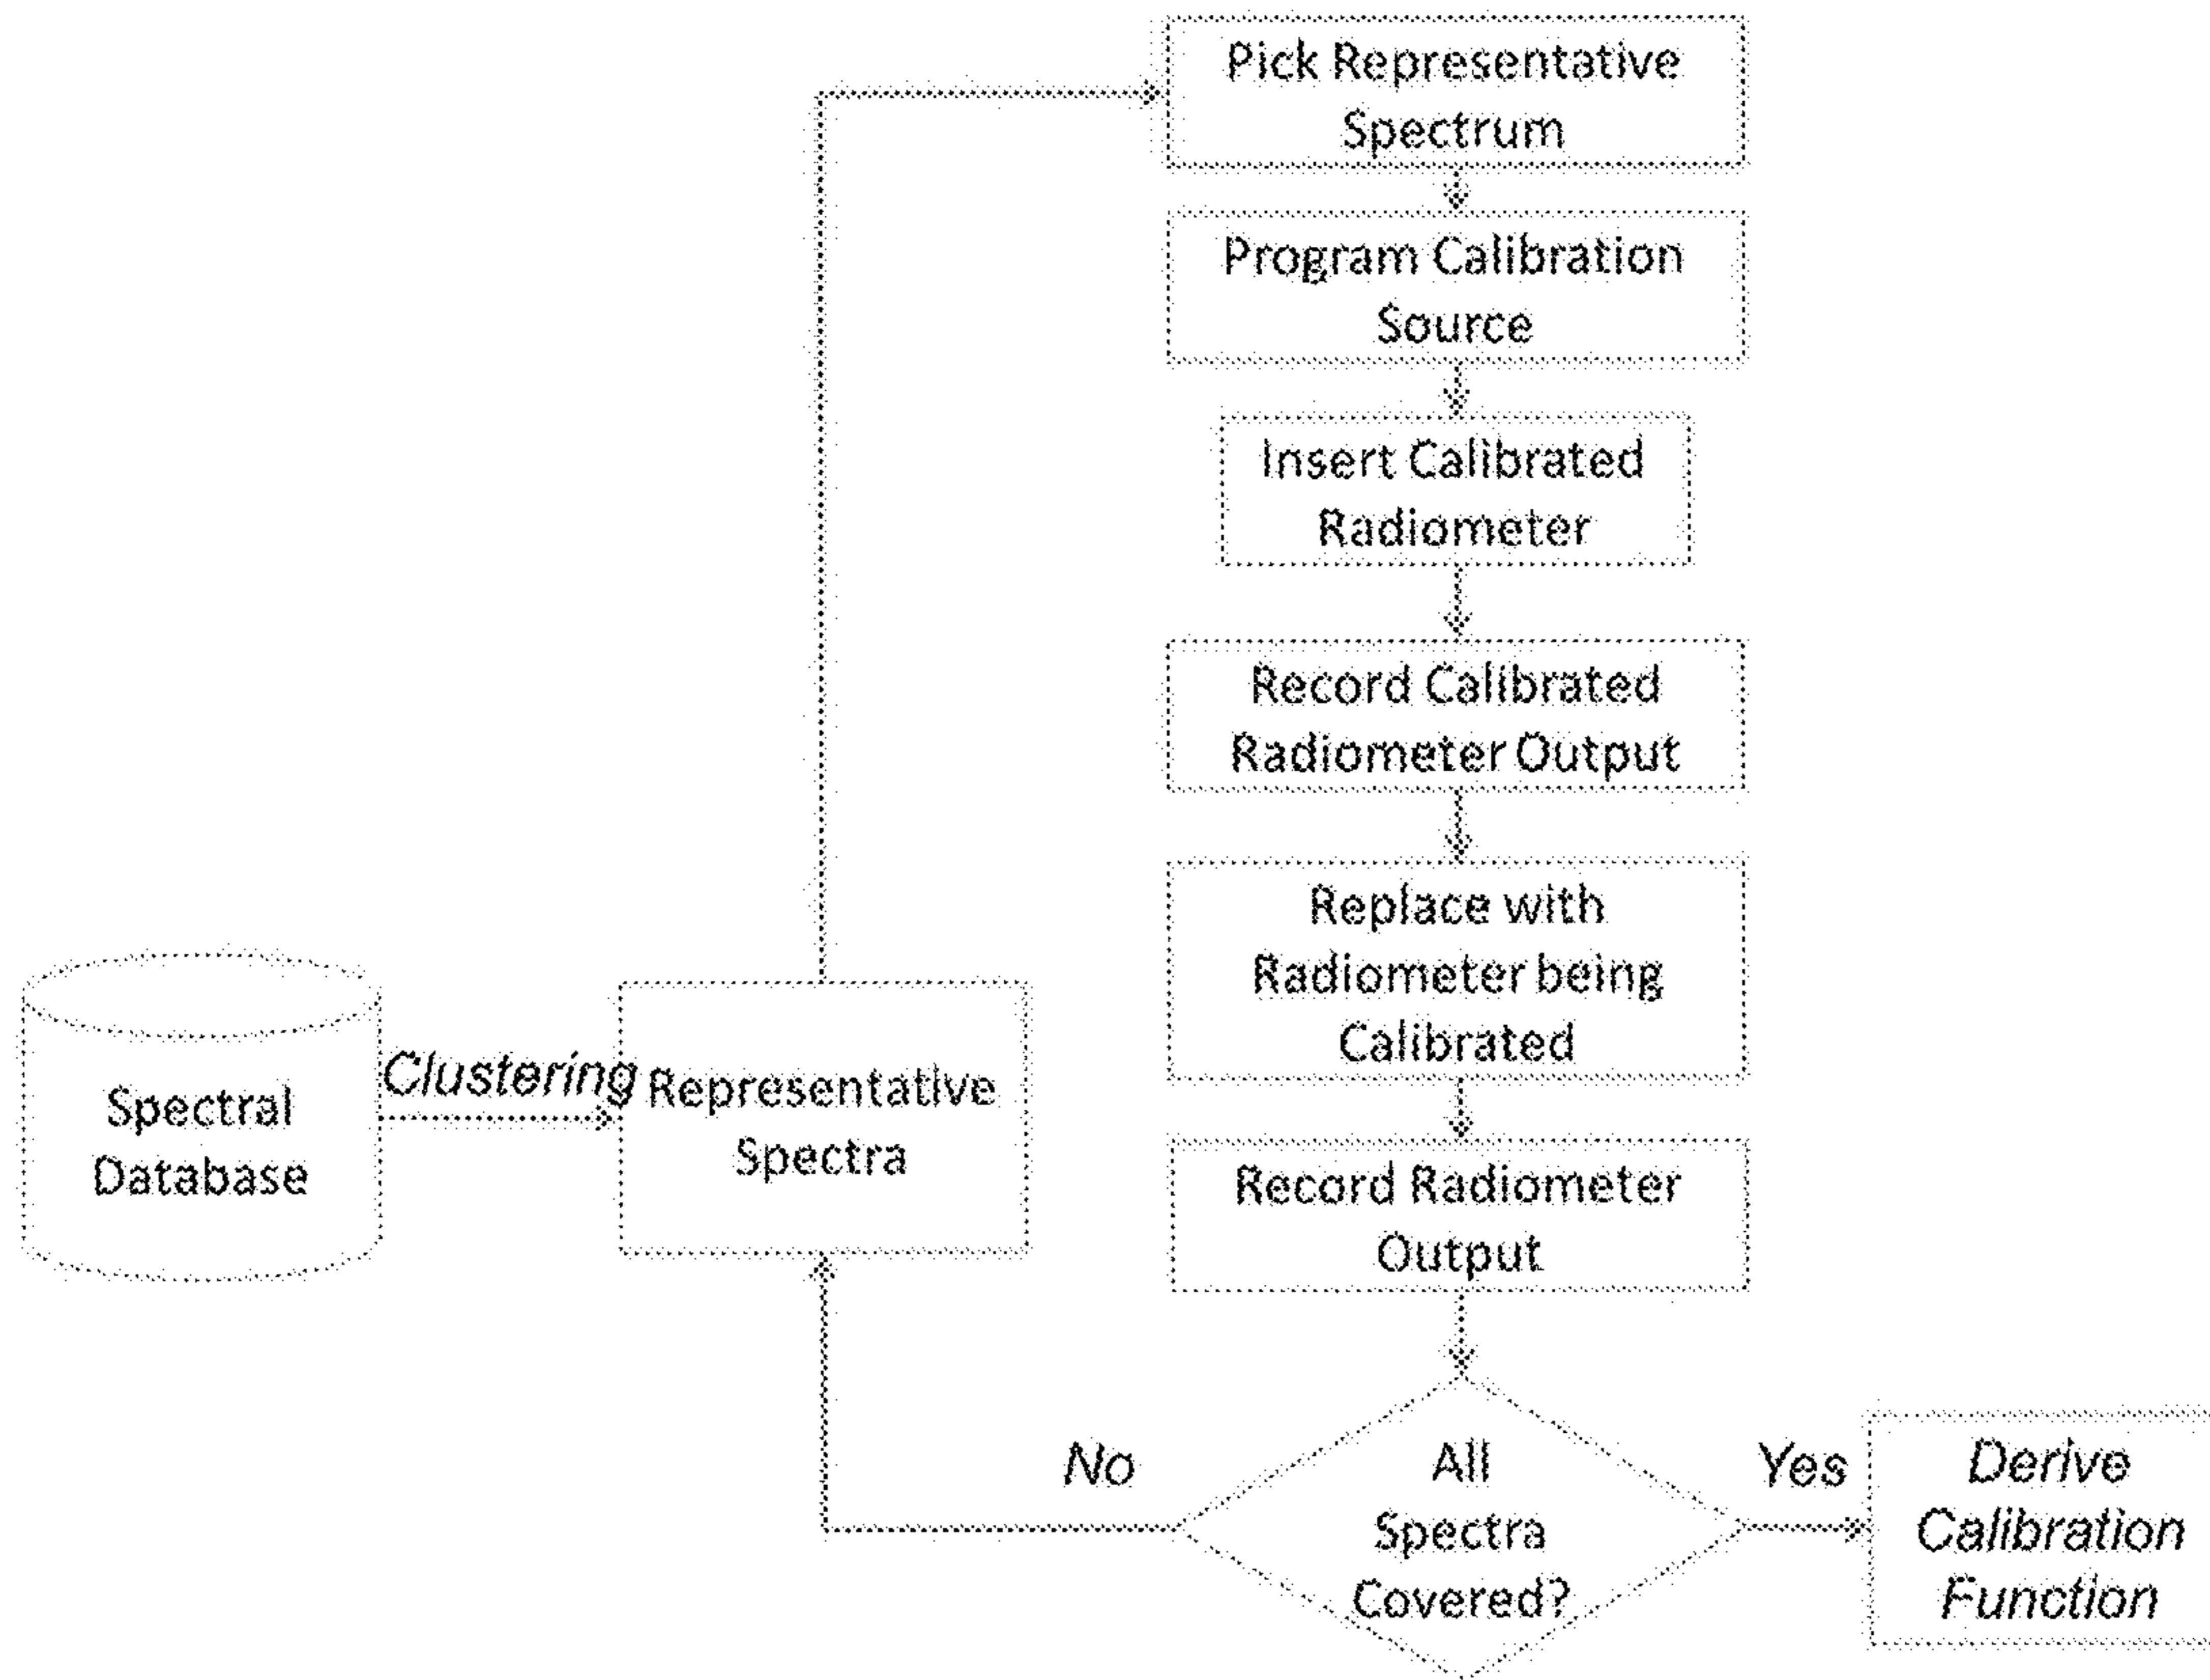 Pick Representative
Spectrum
Program Calibration
Source
Insert Calibrated
Radiometer
Record Calibrated
Radiometer Output
Replace with
Radiometer being
Calibrated
Clustering
Spectral
Database
Representative
Spectra
Record Radiometer
Output
No
All
Spectra
Covered?
Yes
Derive
Calibration
Function